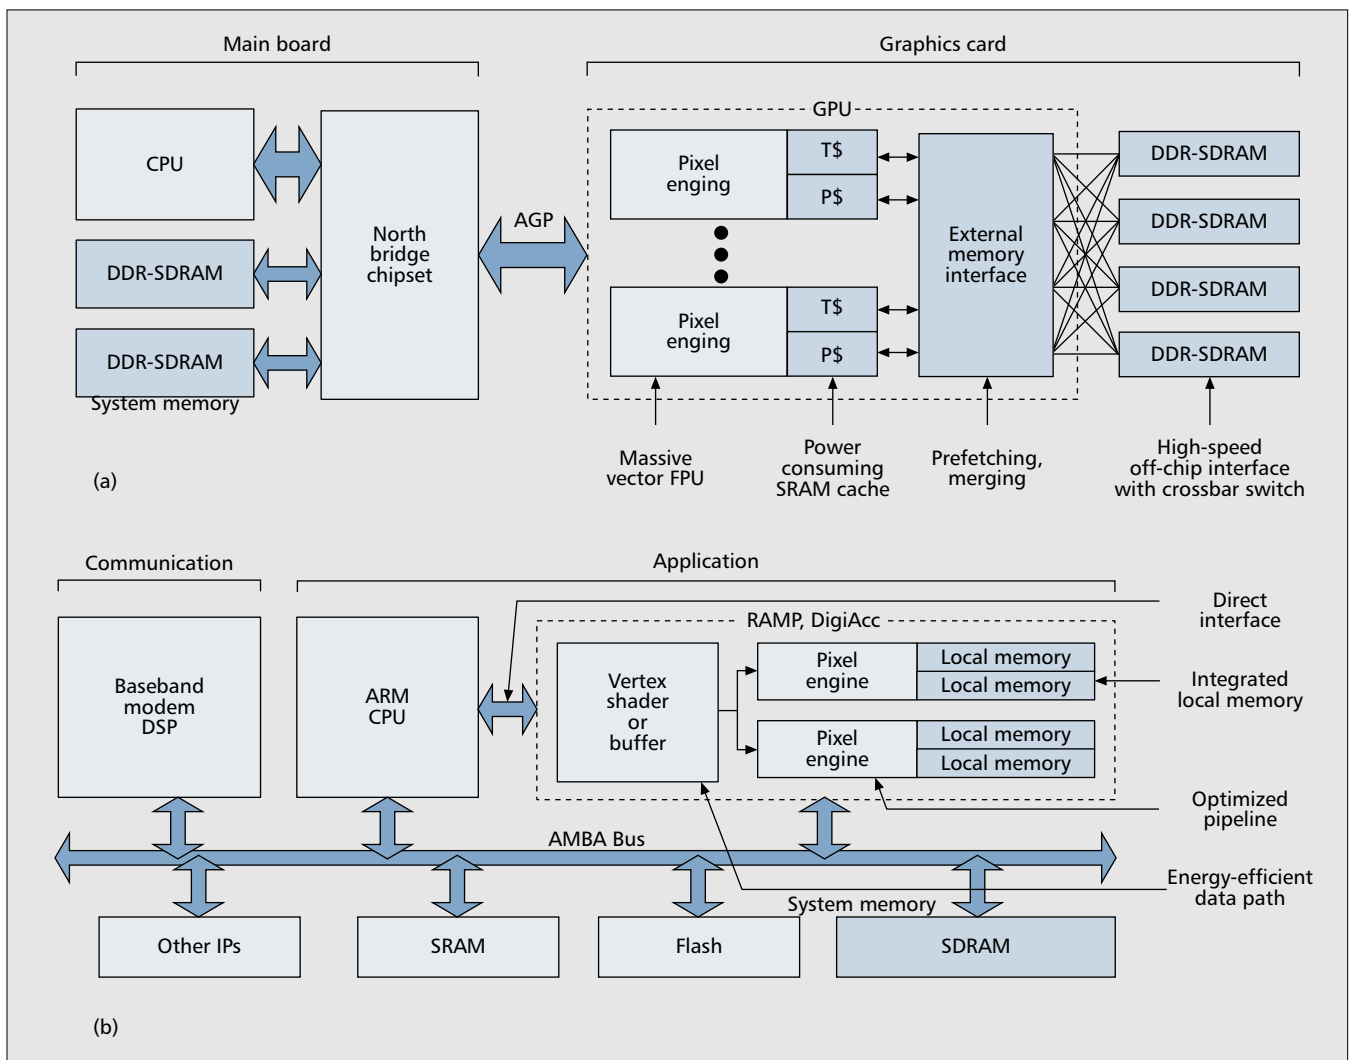 Main board
Graphics card
CPU
DDR-SDRAM
DDR-SDRAM
System memory
North
bridge
chipset
AGP
GPU
Pixel
enging
T$
P$
Pixel
enging
T$
P$
External
memory
interface
DDR-SDRAM
DDR-SDRAM
DDR-SDRAM
DDR-SDRAM
Massive
vector FPU
Power
consuming
SRAM cache
Prefetching,
merging
High-speed
off-chip interface
with crossbar switch
(a)
Communication
Application
Baseband
modem
DSP
ARM
CPU
RAMP, DigiAcc
Vertex
shader
or
buffer
Pixel
engine
Local memory
Local memory
Pixel
engine
Local memory
Local memory
Direct
interface
Integrated
local memory
Optimized
pipeline
Energy-efficient
data path
AMBA Bus
System memory
Other IPs
SRAM
Flash
SDRAM
(b)